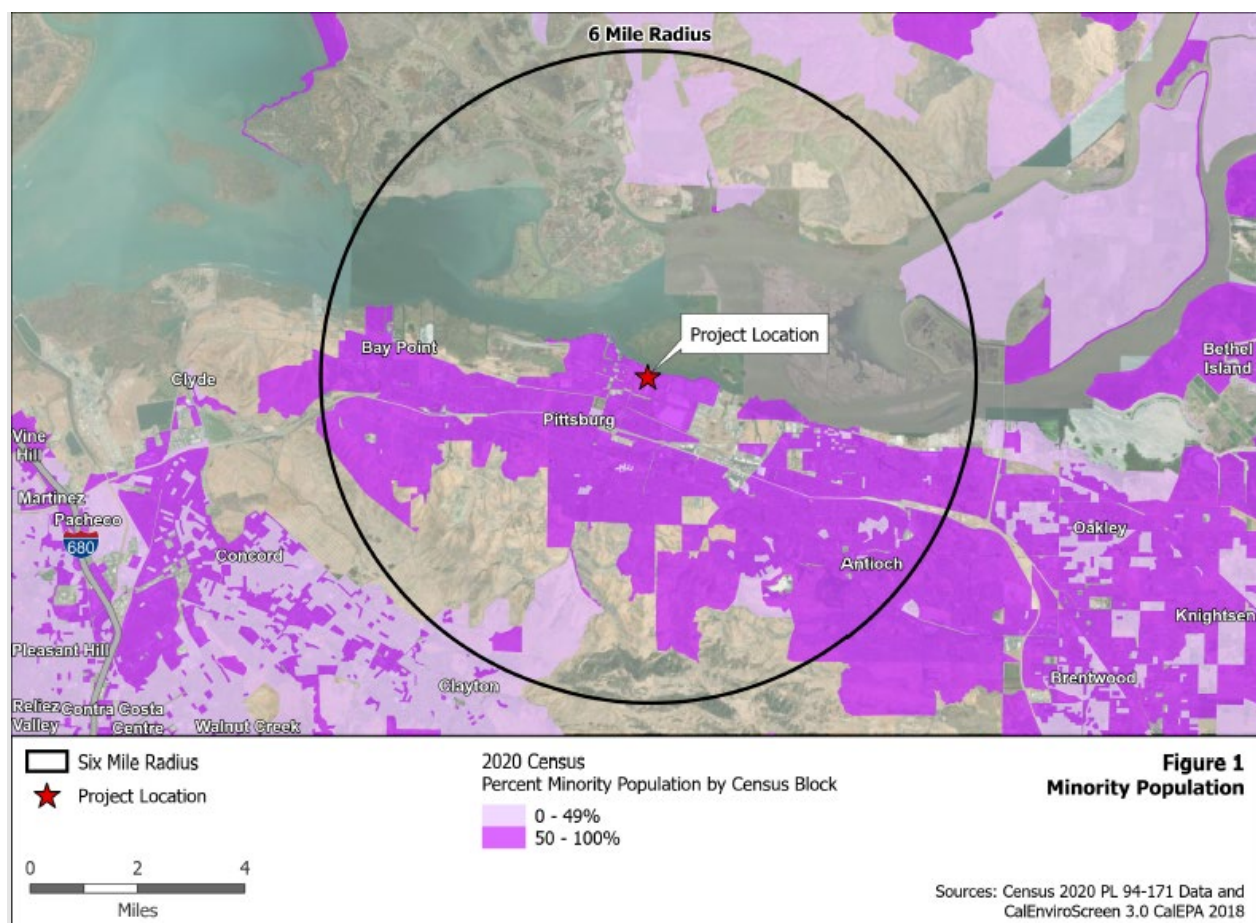 6 Mile Radius
Project Location
Bay Point
Clyde
Pittsburg
Bethel
Island
Vine
Hill
Martinez
Pacheco
680
Concord
Oakley
Antioch
Knightsen
Pleasant Hill
Clayton
Brentwood
Reliez
Valley
Contra Costa
Centre
Walnut Creek
Six Mile Radius
Project Location
0 2 4
Miles
2020 Census
Percent Minority Population by Census Block
0 - 49%
50 - 100%
Figure 1
Minority Population
Sources: Census 2020 PL 94-171 Data and
CalEnviroScreen 3.0 CalEPA 2018